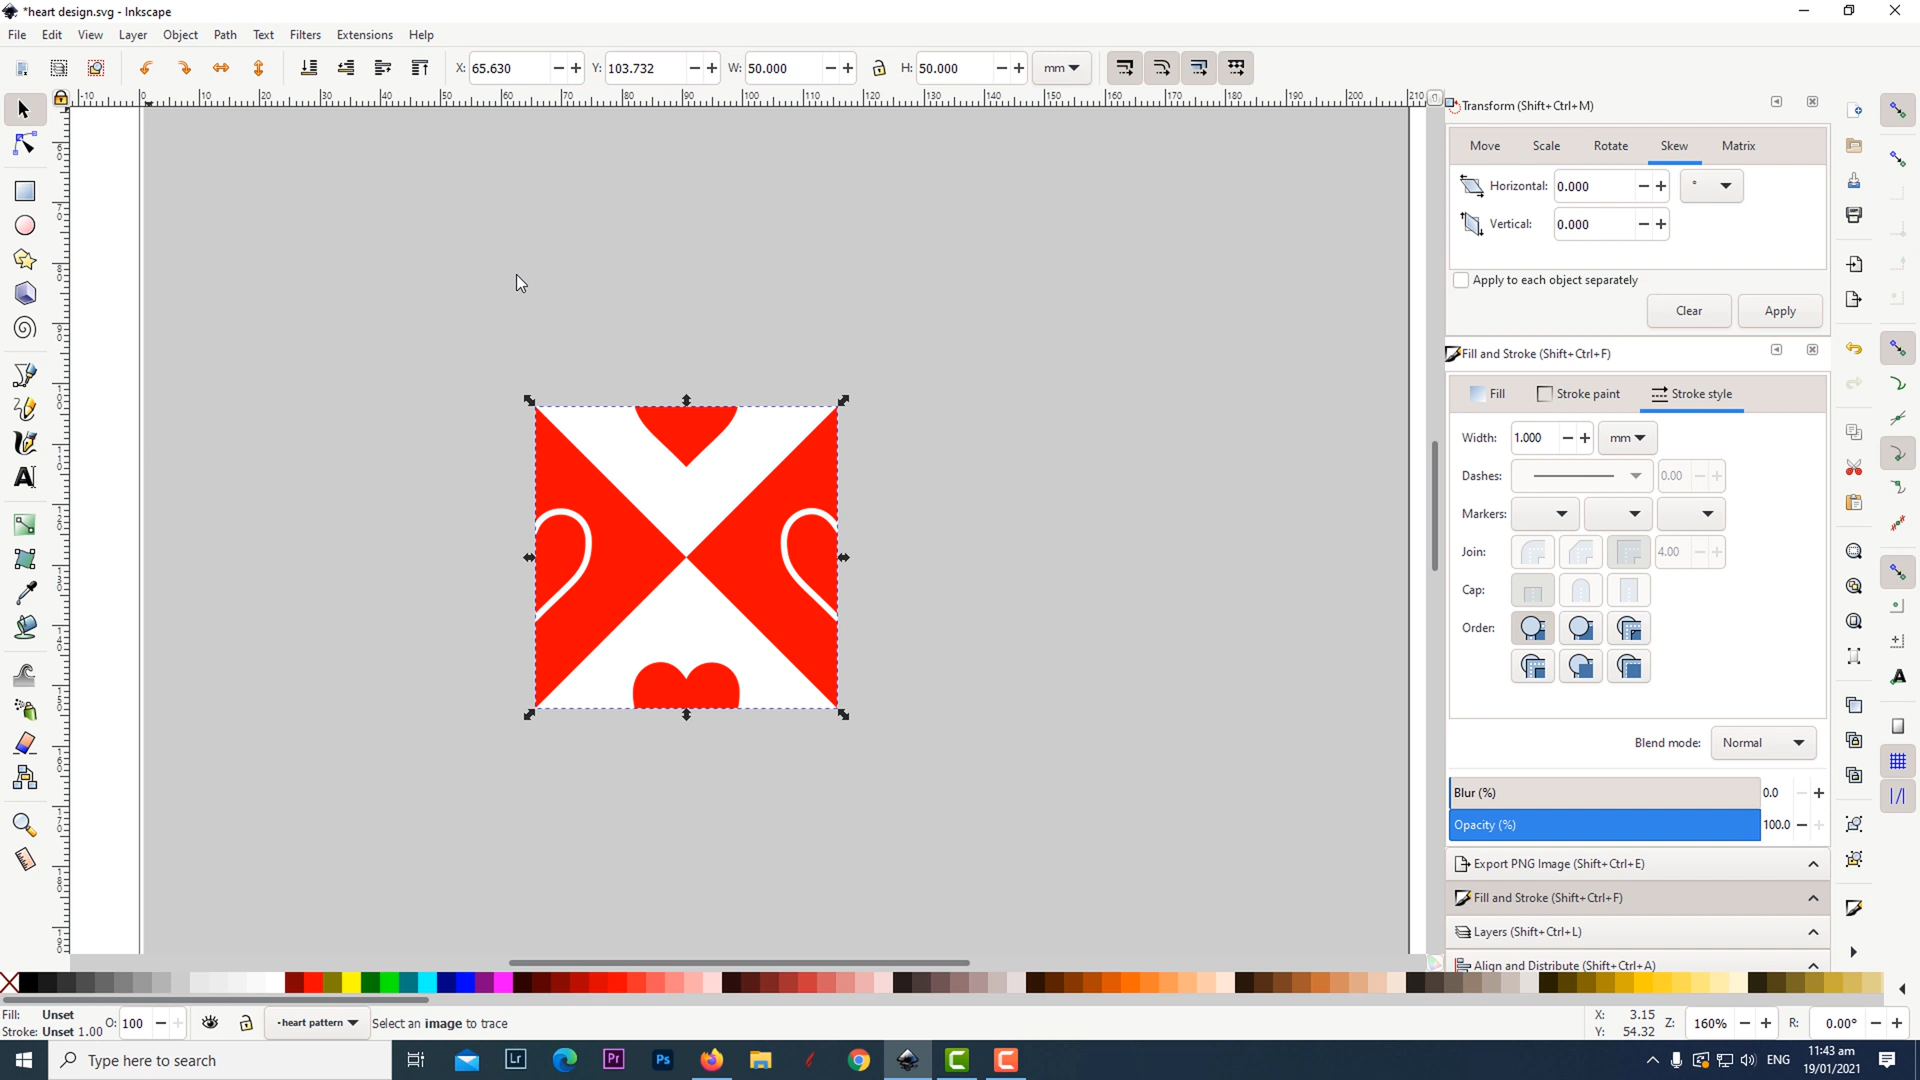 *heart design.svg - Inkscape
File Edit View Layer Object Path Text Filters Extensions Help
X: 65.630 Y: 103.732 W: 50.000 H: 50.000 mm
Transform (Shift+Ctrl+M)
Move Scale Rotate Skew Matrix
Horizontal: 0.000 °
Vertical: 0.000
Apply to each object separately
Clear Apply
Fill and Stroke (Shift+Ctrl+F)
Fill Stroke paint Stroke style
Width: 1.000 mm
Dashes: 0.00
Markers:
Join: 4.00
Cap:
Order:
Blend mode: Normal
Blur (%) 0.0
Opacity (%) 100.0
Export PNG Image (Shift+Ctrl+E)
Fill and Stroke (Shift+Ctrl+F)
Layers (Shift+Ctrl+L)
Align and Distribute (Shift+Ctrl+A)
Fill: Unset
Stroke: Unset 1.00 O: 100 •heart pattern Select an image to trace
X: 3.15
Y: 54.32 Z: 160% R: 0.00°
Type here to search
ENG 11:43 am
19/01/2021